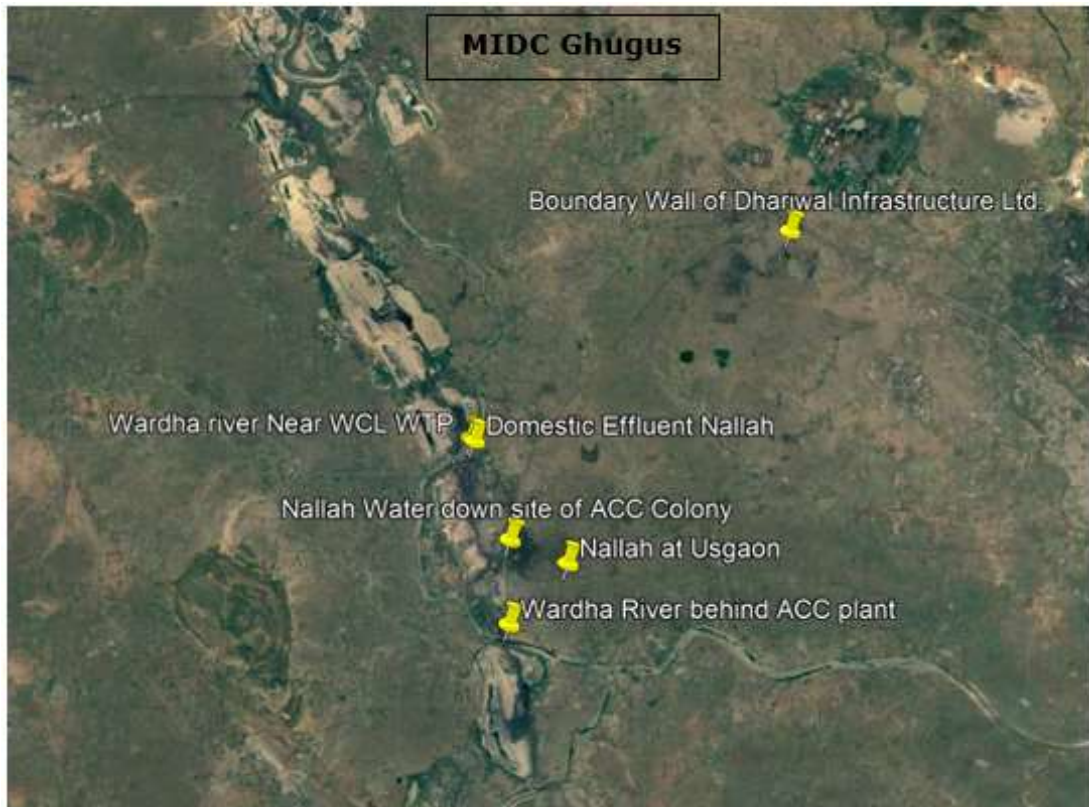 MIDC Ghugus
Boundary Wall of Dhariwal Infrastructure Ltd.
Wardha river Near WCL WTP
Domestic Effluent Nallah
Nallah Water down site of ACC Colony
Nallah at Usgaon
Wardha River behind ACC plant